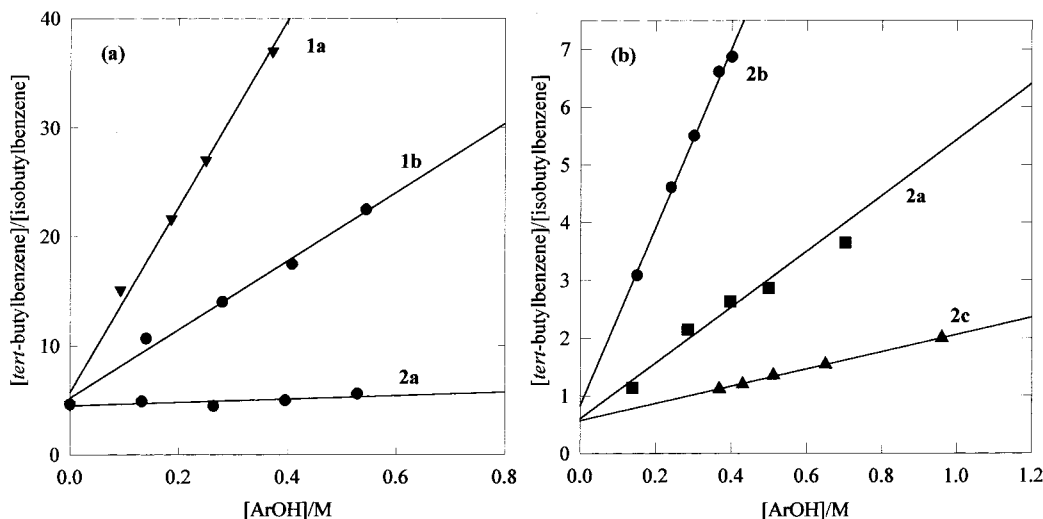 (a)
1a
1b
2a
40
30
20
10
0
0.0 0.2 0.4 0.6 0.8
[ArOH]/M
[tert-butylbenzene]/[isobutylbenzene]
(b)
2b
2a
2c
7
6
5
4
3
2
1
0
0.0 0.2 0.4 0.6 0.8 1.0 1.2
[ArOH]/M
[tert-butylbenzene]/[isobutylbenzene]